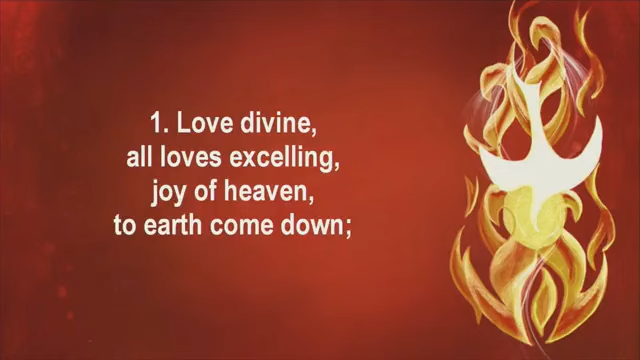 1. Love divine,
all loves excelling,
joy of heaven,
to earth come down;